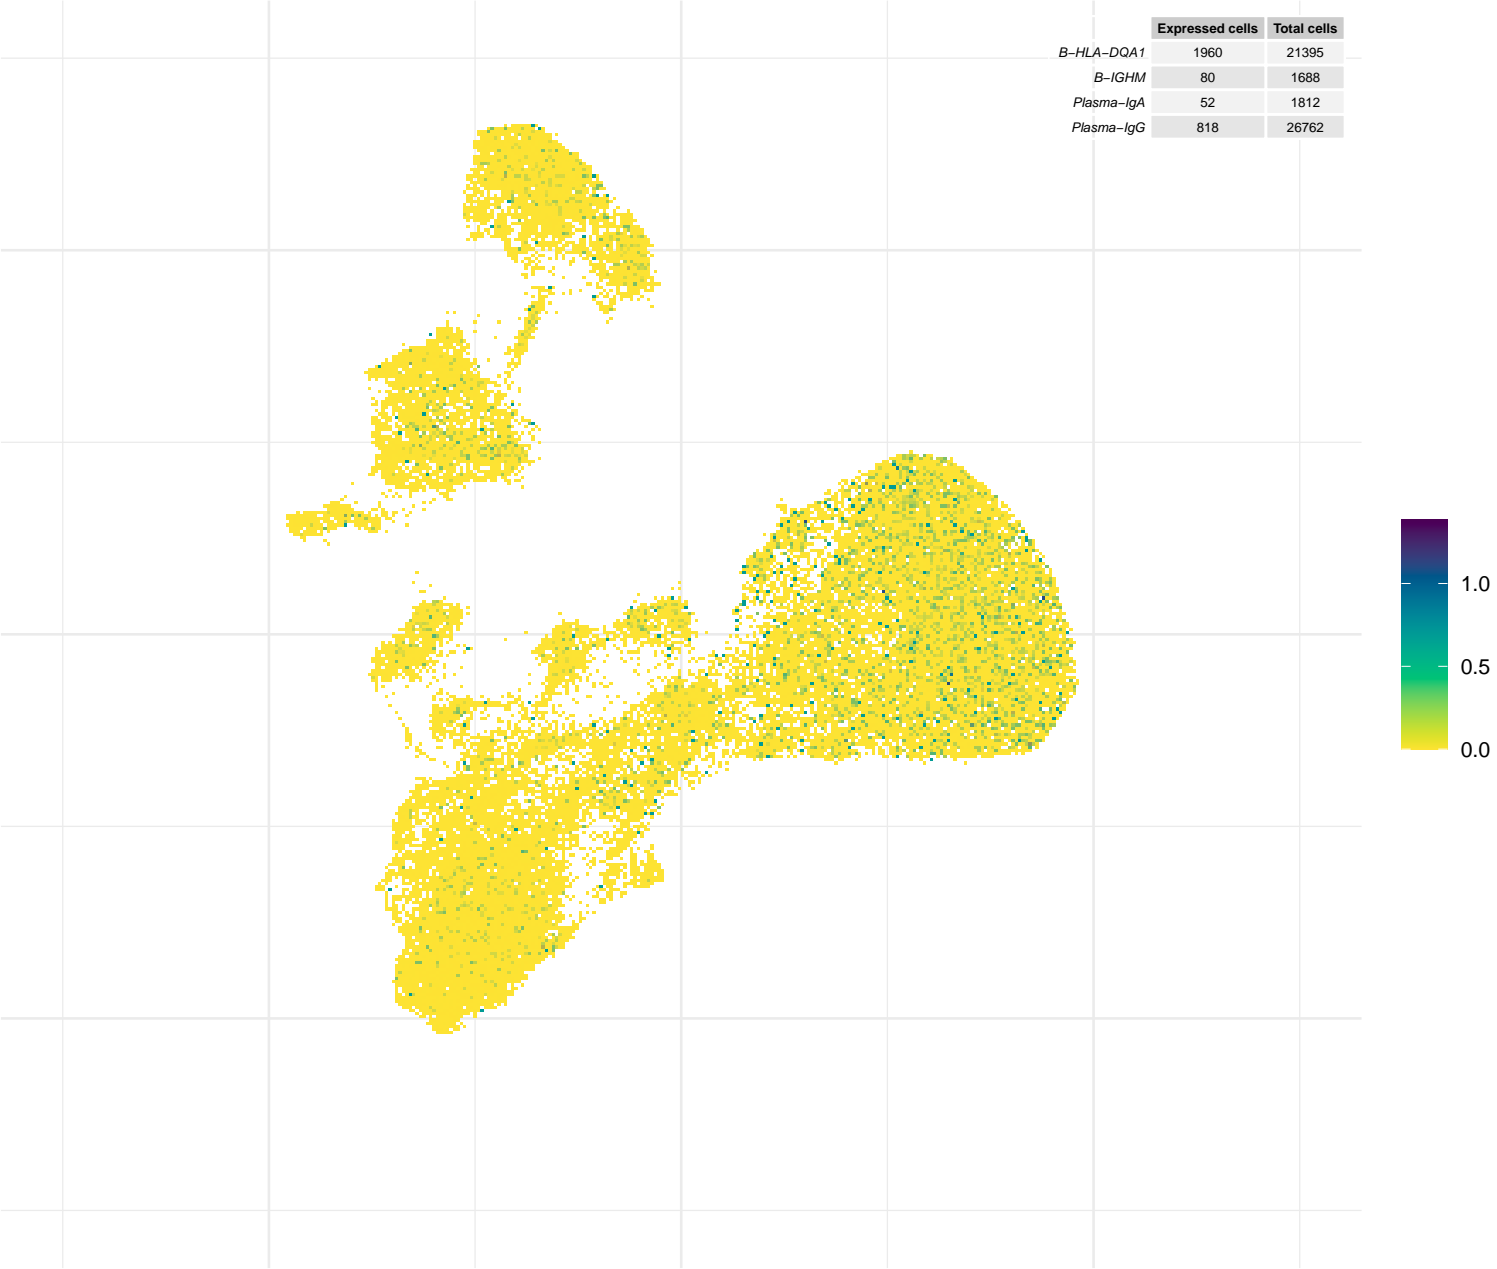 Expressed cells Total cells
B−HLA−DQA1 1960 21395
B−IGHM 80 1688
Plasma−IgA 52 1812
Plasma−IgG 818 26762
1.0
0.5
0.0